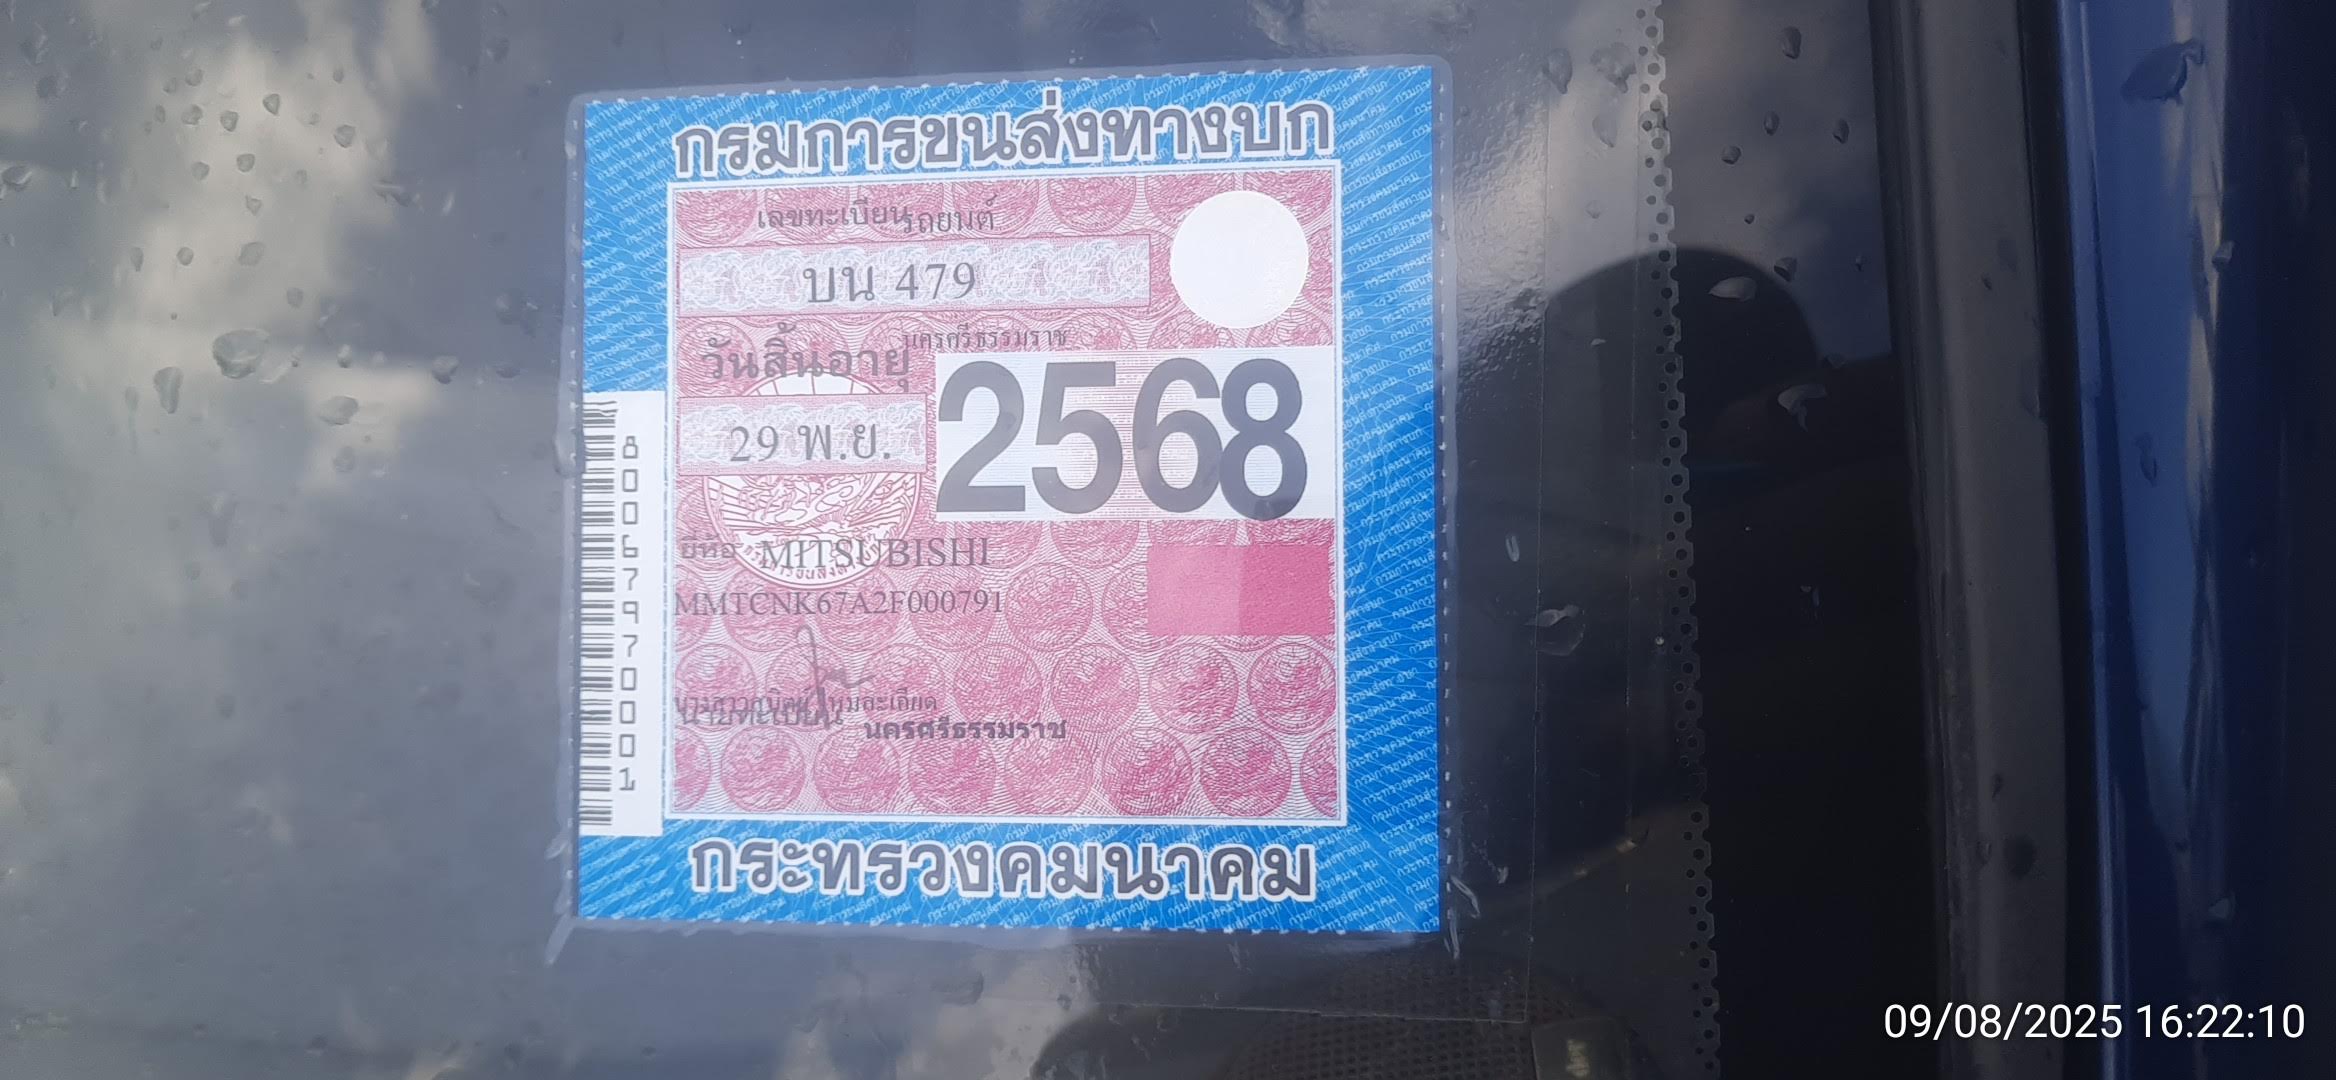 กรมการขนส่งทางบก
เลขทะเบียนรถยนต์
บน 479
นครศรีธรรมราช
วันสิ้นอายุ
29 พ.ย.
2568
ยี่ห้อ MITSUBISHI
MMTCNK67A2F000791
นายทะเบียน
นครศรีธรรมราช
80067970001
กระทรวงคมนาคม
09/08/2025 16:22:10